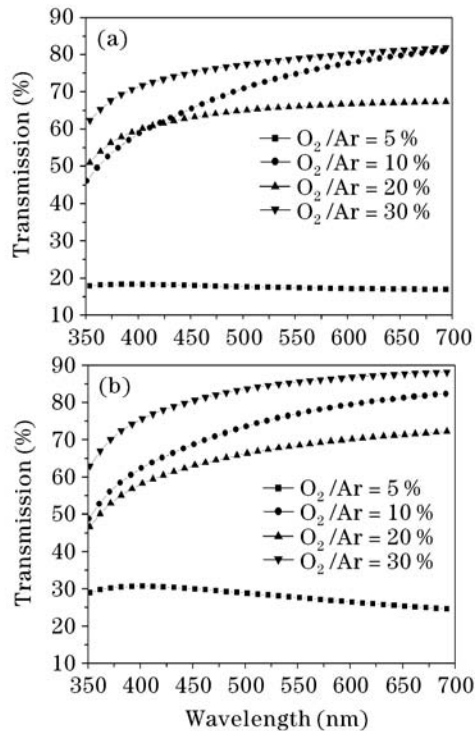 90
(a)
80
70
60
50
40
30
20
10
Transmission (%)
O₂/Ar = 5 %
O₂/Ar = 10 %
O₂/Ar = 20 %
O₂/Ar = 30 %
350 400 450 500 550 600 650 700
90
(b)
80
70
60
50
40
30
20
10
Transmission (%)
O₂/Ar = 5 %
O₂/Ar = 10 %
O₂/Ar = 20 %
O₂/Ar = 30 %
350 400 450 500 550 600 650 700
Wavelength (nm)